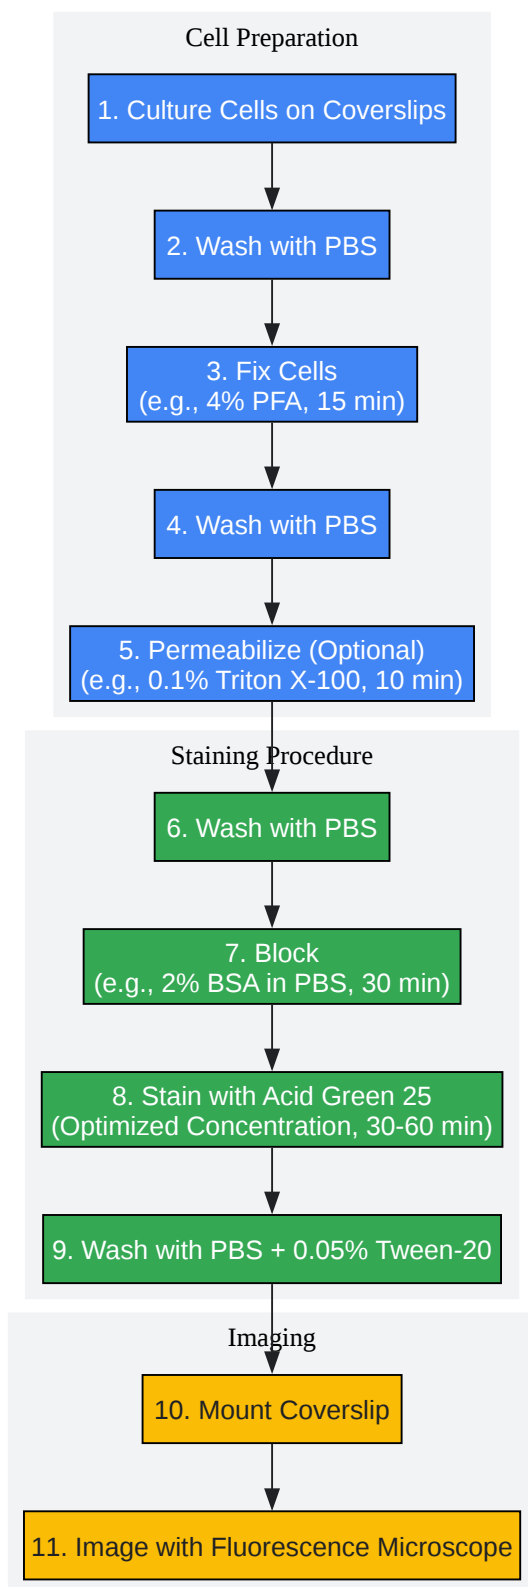 Cell Preparation
1. Culture Cells on Coverslips
2. Wash with PBS
3. Fix Cells
(e.g., 4% PFA, 15 min)
4. Wash with PBS
5. Permeabilize (Optional)
(e.g., 0.1% Triton X-100, 10 min)
Staining Procedure
6. Wash with PBS
7. Block
(e.g., 2% BSA in PBS, 30 min)
8. Stain with Acid Green 25
(Optimized Concentration, 30-60 min)
9. Wash with PBS + 0.05% Tween-20
Imaging
10. Mount Coverslip
11. Image with Fluorescence Microscope